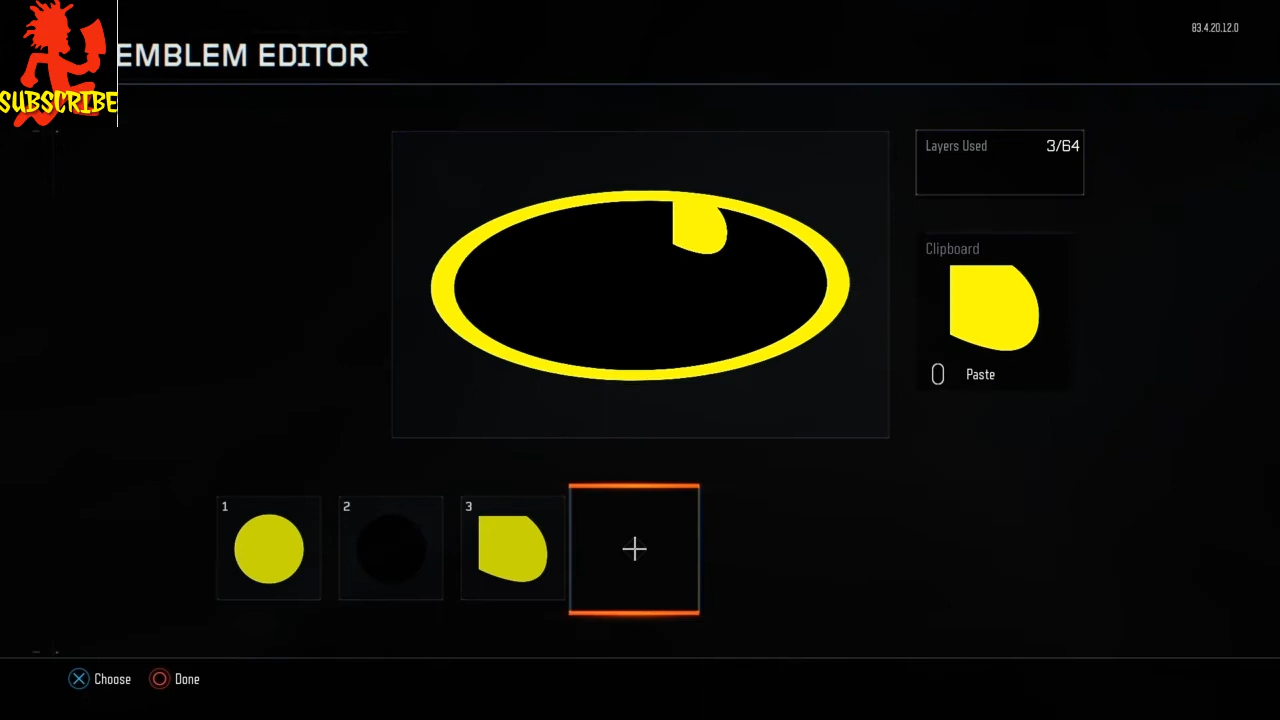 83.4.20.12.0
EMBLEM EDITOR
SUBSCRIBE
Layers Used 3/64
Clipboard
Paste
1 2 3
Choose Done